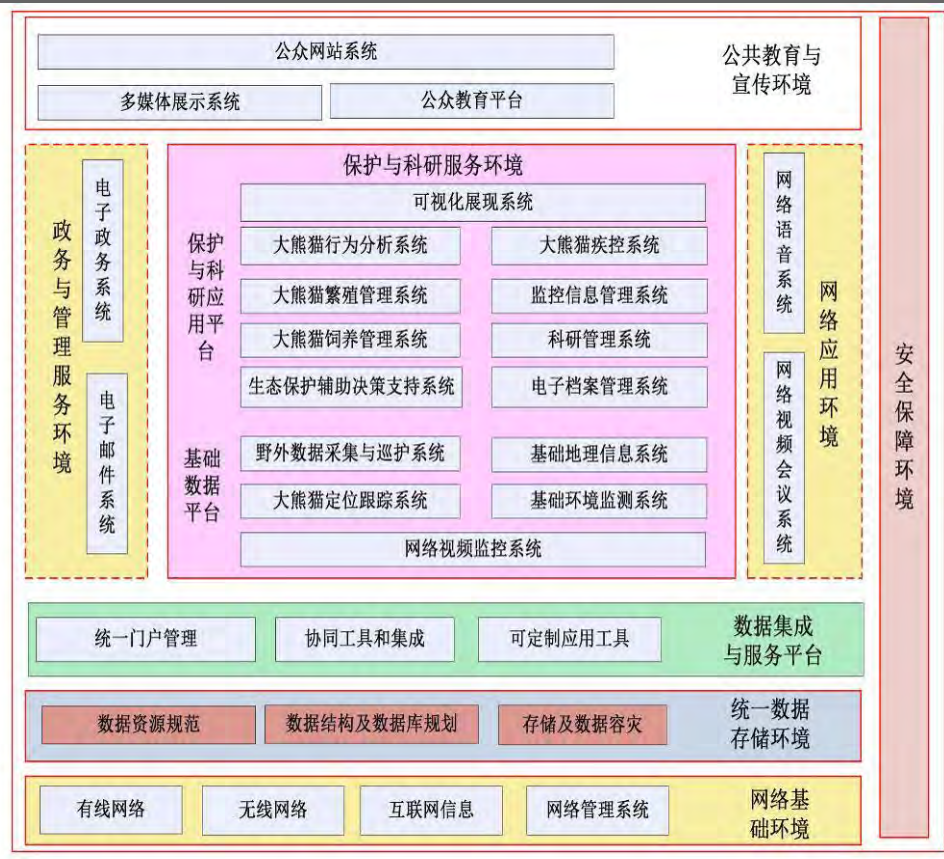 公众网站系统
多媒体展示系统
公众教育平台
公共教育与
宣传环境
政务与管理服务环境
电子政务系统
电子邮件系统
保护与科研服务环境
可视化展现系统
保护
与科
研应
用平
台
大熊猫行为分析系统
大熊猫疾控系统
大熊猫繁殖管理系统
监控信息管理系统
大熊猫饲养管理系统
科研管理系统
生态保护辅助决策支持系统
电子档案管理系统
基础
数据
平台
野外数据采集与巡护系统
基础地理信息系统
大熊猫定位跟踪系统
基础环境监测系统
网络视频监控系统
网络语音系统
网络视频会议系统
网络应用环境
安全保障环境
统一门户管理
协同工具和集成
可定制应用工具
数据集成
与服务平台
数据资源规范
数据结构及数据库规划
存储及数据容灾
统一数据
存储环境
有线网络
无线网络
互联网信息
网络管理系统
网络基
础环境